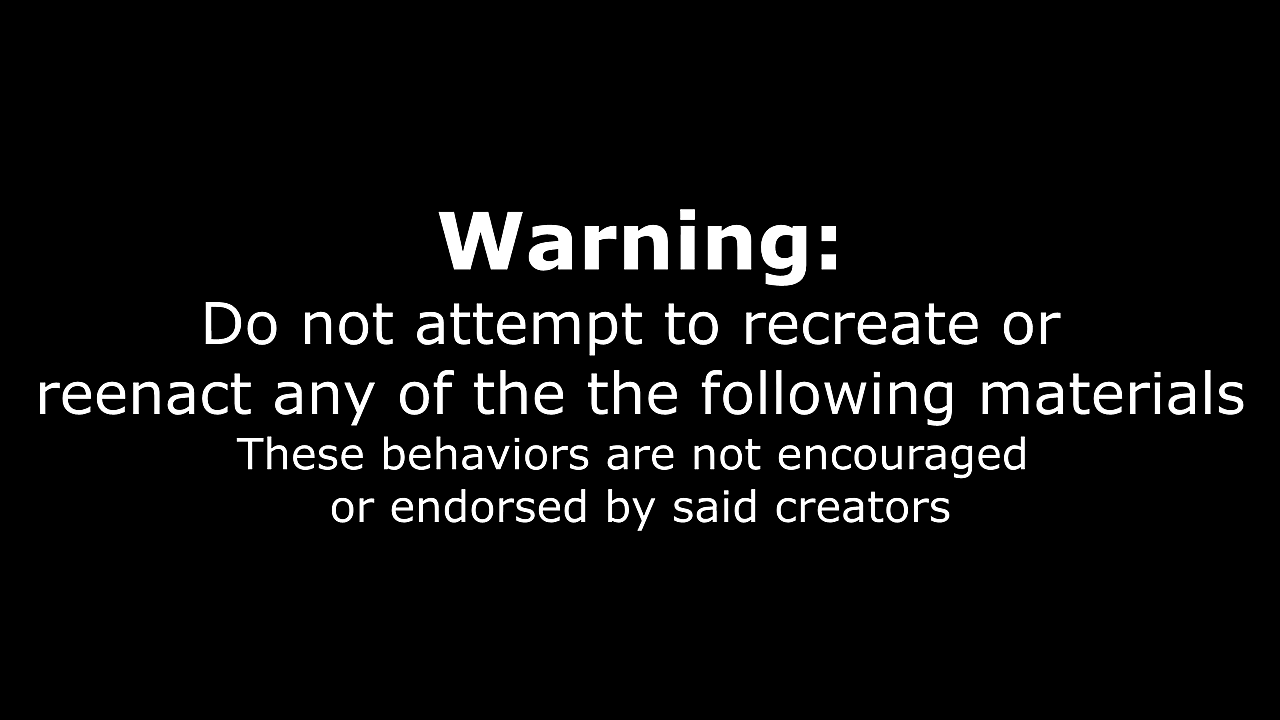 Warning:
Do not attempt to recreate or
reenact any of the the following materials
These behaviors are not encouraged
or endorsed by said creators